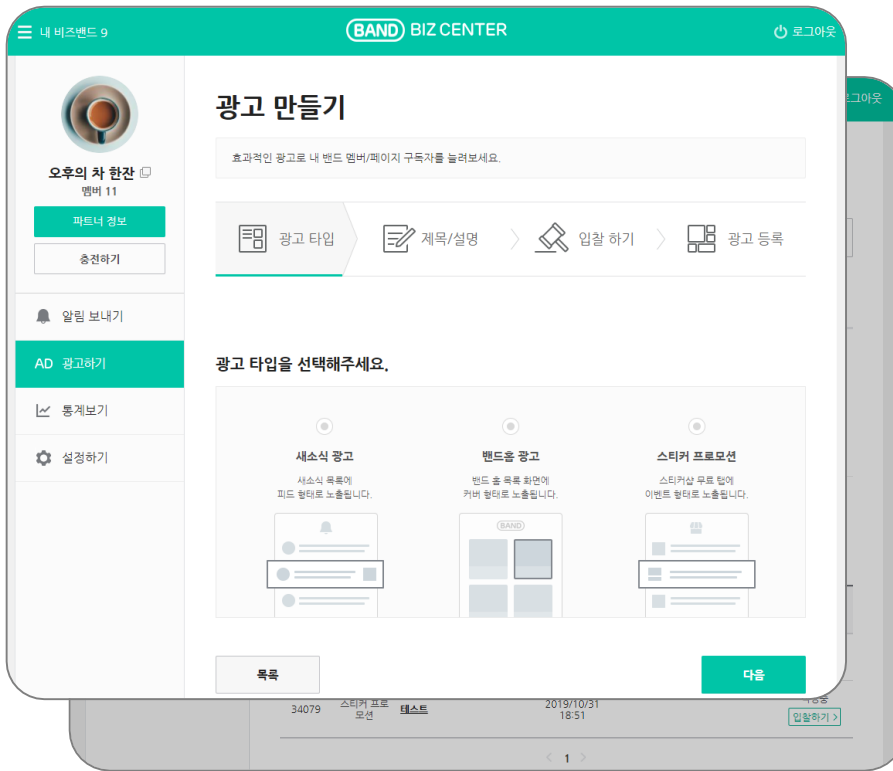 내 비즈밴드 9
BAND BIZ CENTER
로그아웃
오후의 차 한잔
멤버 11
파트너 정보
충전하기
알림 보내기
AD 광고하기
통계보기
설정하기
광고 만들기
효과적인 광고로 내 밴드 멤버/페이지 구독자를 늘려보세요.
광고 타입
제목/설명
입찰 하기
광고 등록
광고 타입을 선택해주세요.
새소식 광고
새소식 목록에
피드 형태로 노출됩니다.
밴드홈 광고
밴드 홈 목록 화면에
커버 형태로 노출됩니다.
BAND
스티커 프로모션
스티커샵 무료 탭에
이벤트 형태로 노출됩니다.
목록
다음
그아웃
34079
스티커 프로
모션
테스트
2019/10/31
18:51
입찰하기 >
< 1 >